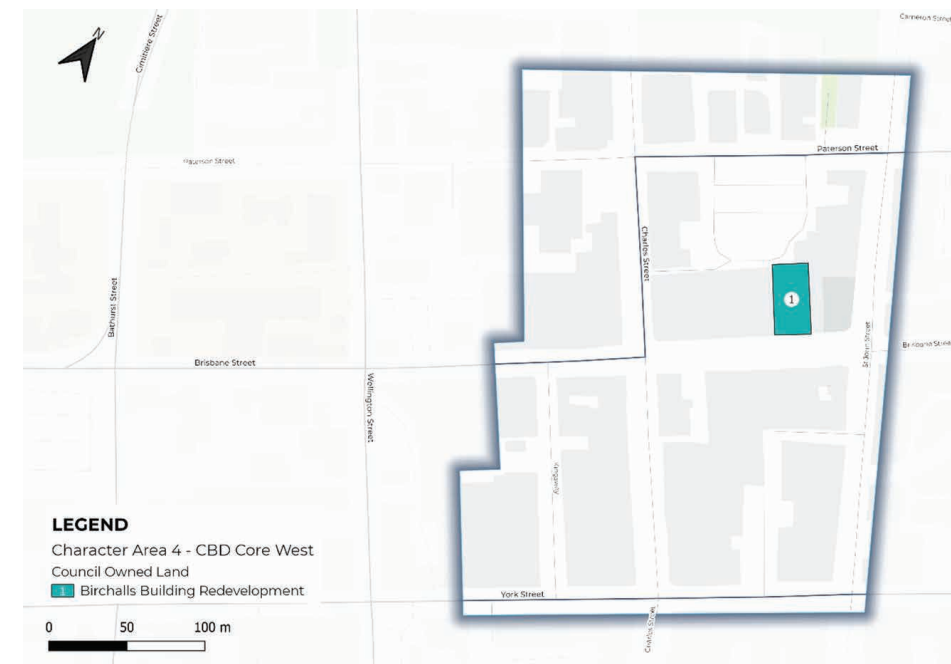 N
Cameron Street
Cimitiere Street
Paterson Street
Paterson Street
Charles Street
1
Bathurst Street
St John Street
Brisbane Street
Brisbane Stree
Wellington Street
Kingsway
LEGEND
Character Area 4 - CBD Core West
Council Owned Land
1 Birchalls Building Redevelopment
York Street
Charles Street
0 50 100 m